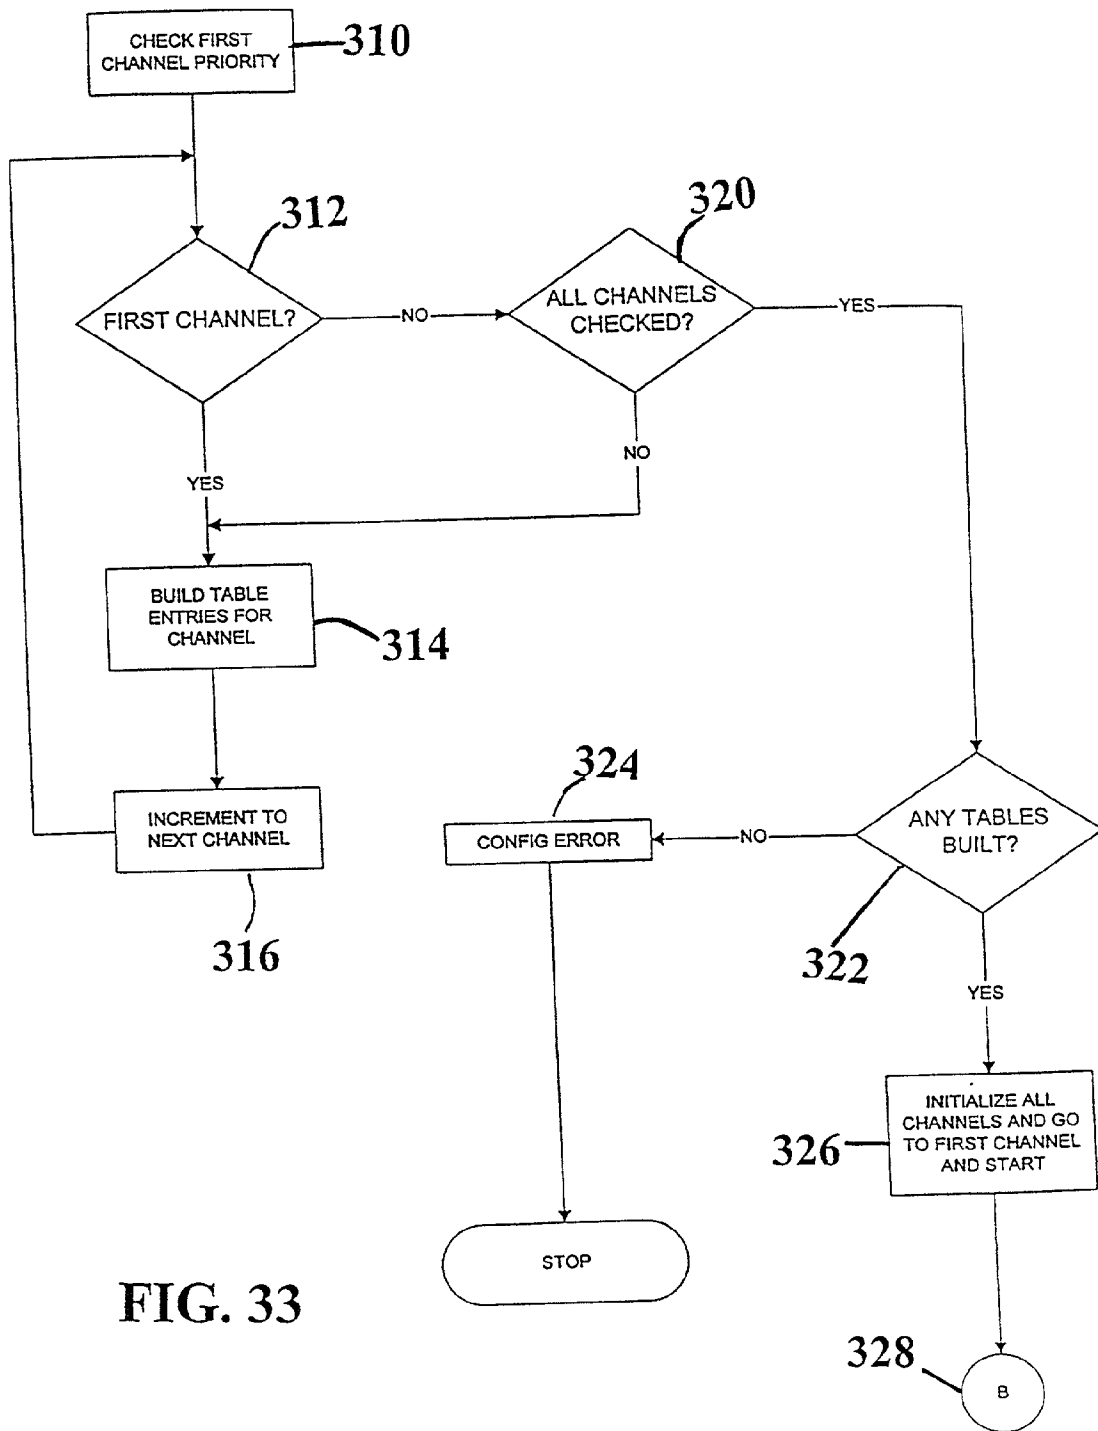 CHECK FIRST
CHANNEL PRIORITY
310
312
FIRST CHANNEL?
NO
320
ALL CHANNELS
CHECKED?
YES
NO
YES
BUILD TABLE
ENTRIES FOR
CHANNEL
314
INCREMENT TO
NEXT CHANNEL
316
324
CONFIG ERROR
NO
ANY TABLES
BUILT?
322
YES
INITIALIZE ALL
CHANNELS AND GO
TO FIRST CHANNEL
AND START
326
STOP
FIG. 33
328
B